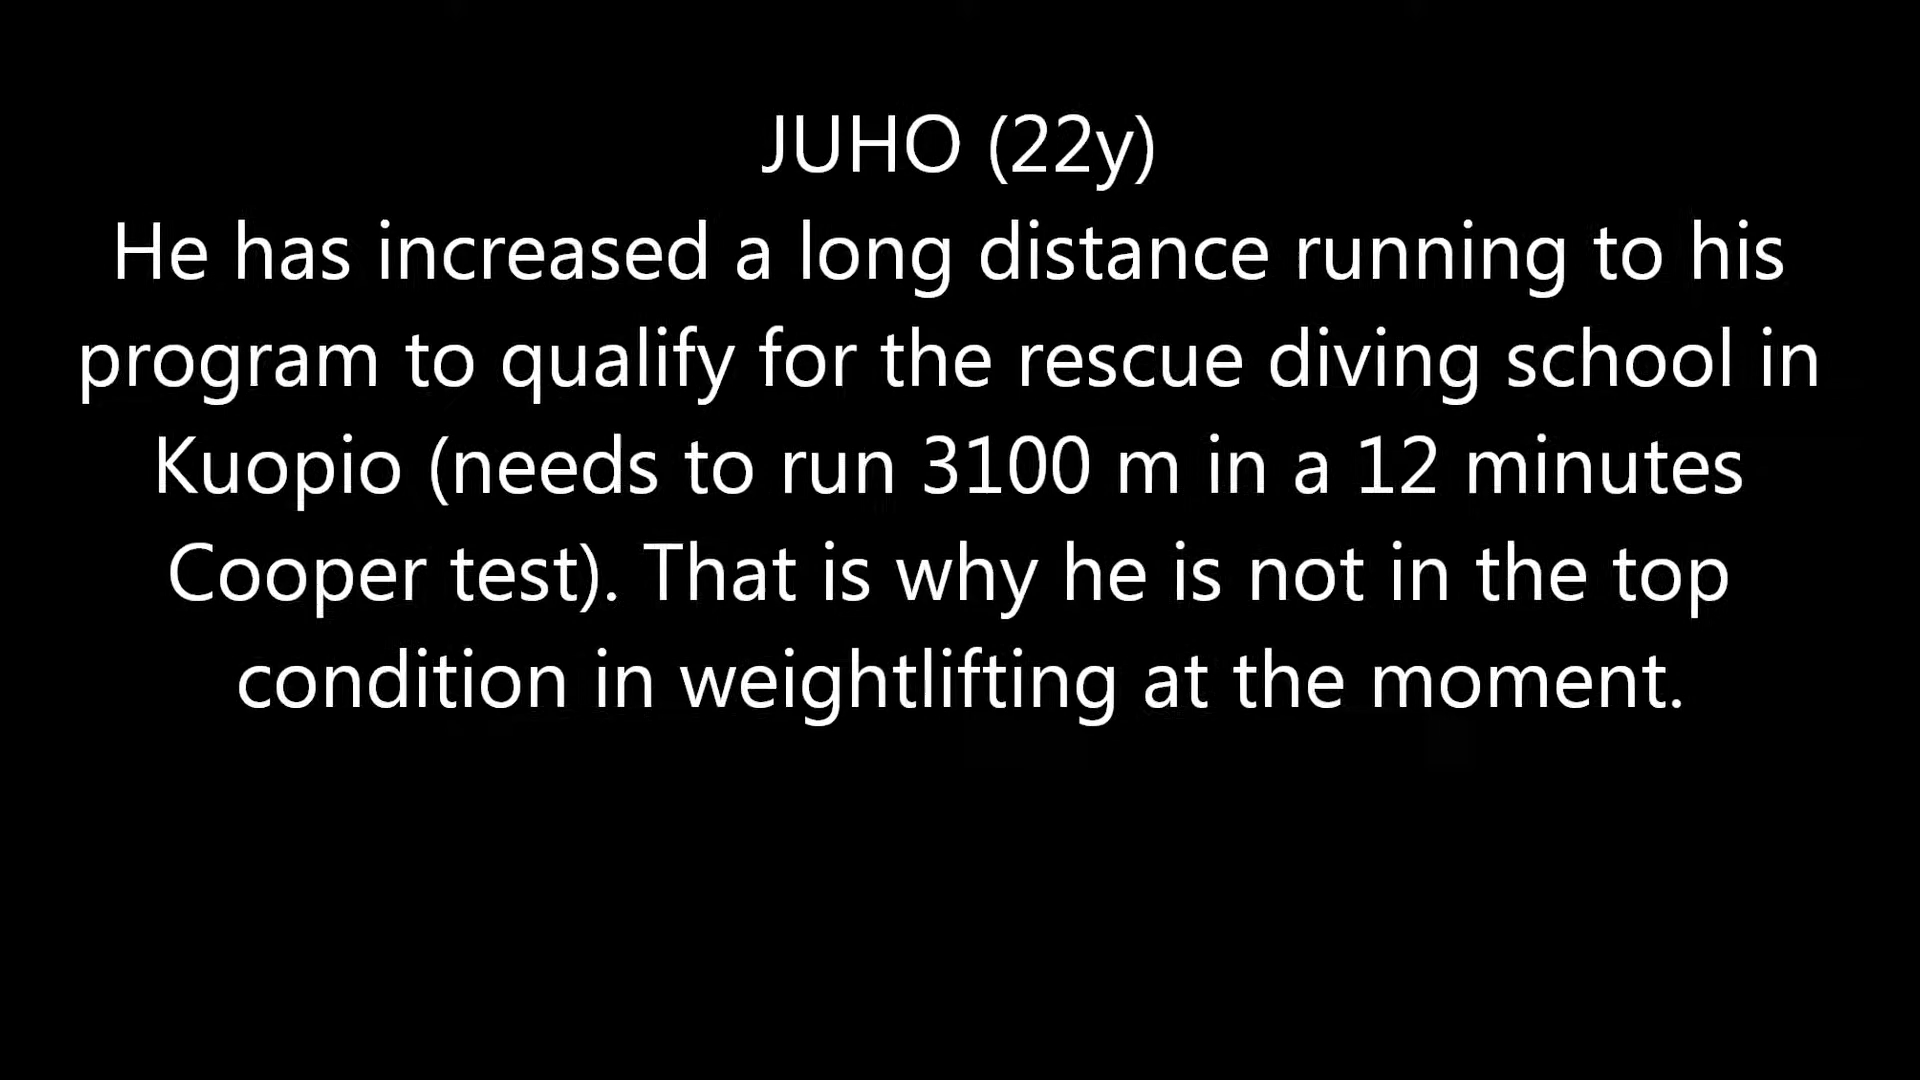 JUHO (22y)
He has increased a long distance running to his
program to qualify for the rescue diving school in
Kuopio (needs to run 3100 m in a 12 minutes
Cooper test). That is why he is not in the top
condition in weightlifting at the moment.